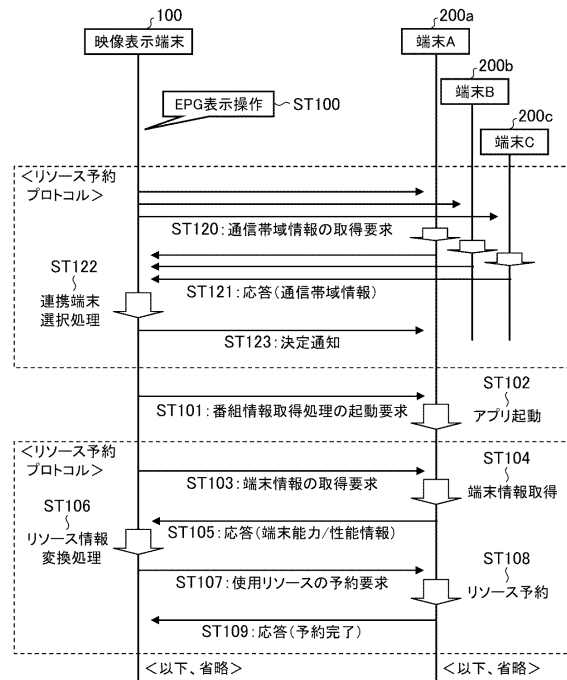 100
映像表示端末
200a
端末A
200b
端末B
200c
端末C
EPG表示操作
ST100
<リソース予約
プロトコル>
ST120:通信帯域情報の取得要求
ST122
連携端末
選択処理
ST121:応答(通信帯域情報)
ST123:決定通知
ST101:番組情報取得処理の起動要求
ST102
アプリ起動
<リソース予約
プロトコル>
ST103:端末情報の取得要求
ST104
端末情報取得
ST106
リソース情報
変換処理
ST105:応答(端末能力/性能情報)
ST107:使用リソースの予約要求
ST108
リソース予約
ST109:応答(予約完了)
<以下、省略>
<以下、省略>